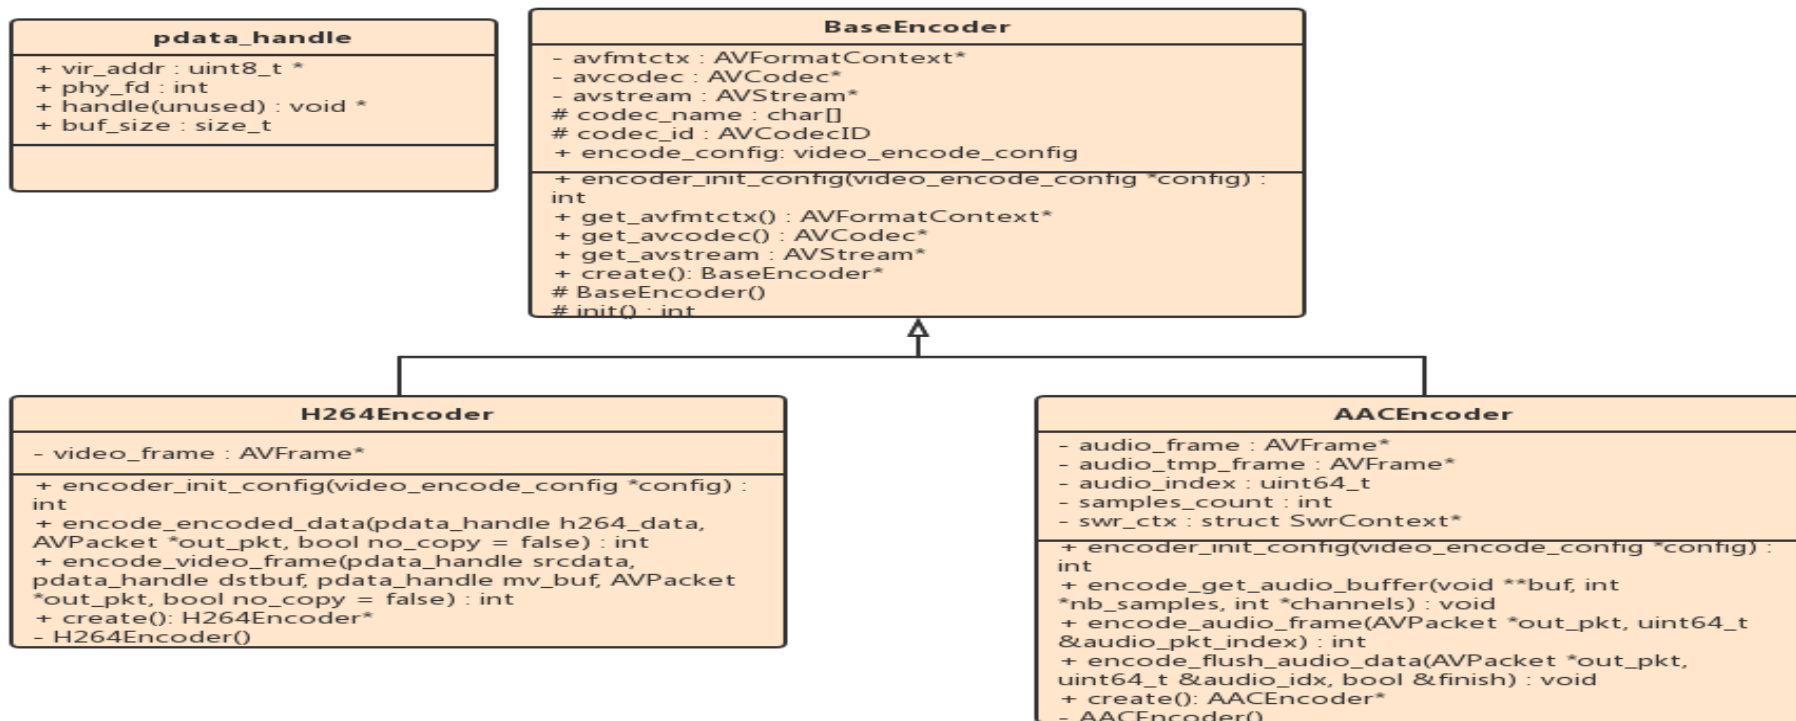 pdata_handle
+ vir_addr : uint8_t *
+ phy_fd : int
+ handle(unused) : void *
+ buf_size : size_t
BaseEncoder
- avfmtctx : AVFormatContext*
- avcodec : AVCodec*
- avstream : AVStream*
# codec_name : char[]
# codec_id : AVCodecID
+ encode_config: video_encode_config
+ encoder_init_config(video_encode_config *config) :
int
+ get_avfmtctx() : AVFormatContext*
+ get_avcodec() : AVCodec*
+ get_avstream : AVStream*
+ create(): BaseEncoder*
# BaseEncoder()
# init() : int
H264Encoder
- video_frame : AVFrame*
+ encoder_init_config(video_encode_config *config) :
int
+ encode_encoded_data(pdata_handle h264_data,
AVPacket *out_pkt, bool no_copy = false) : int
+ encode_video_frame(pdata_handle srcdata,
pdata_handle dstbuf, pdata_handle mv_buf, AVPacket
*out_pkt, bool no_copy = false) : int
+ create(): H264Encoder*
- H264Encoder()
AACEncoder
- audio_frame : AVFrame*
- audio_tmp_frame : AVFrame*
- audio_index : uint64_t
- samples_count : int
- swr_ctx : struct SwrContext*
+ encoder_init_config(video_encode_config *config) :
int
+ encode_get_audio_buffer(void **buf, int
*nb_samples, int *channels) : void
+ encode_audio_frame(AVPacket *out_pkt, uint64_t
&audio_pkt_index) : int
+ encode_flush_audio_data(AVPacket *out_pkt,
uint64_t &audio_idx, bool &finish) : void
+ create(): AACEncoder*
- AACEncoder()